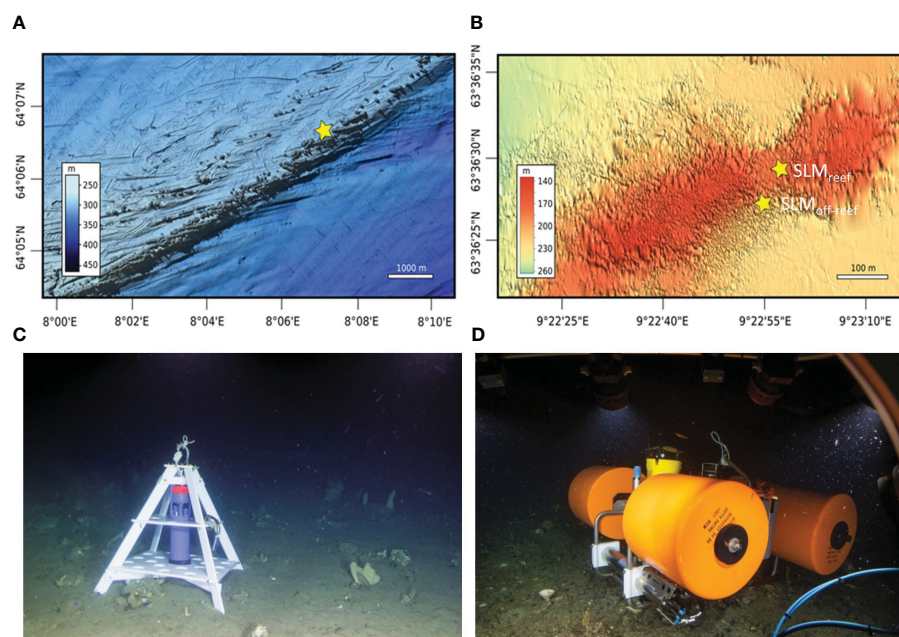 A
64°07'N
64°06'N
64°05'N
m
250
300
350
400
450
1000 m
8°00'E
8°02'E
8°04'E
8°06'E
8°08'E
8°10'E
B
63°36'35"N
63°36'30"N
63°36'25"N
SLMreef
SLMoff-reef
m
140
170
200
230
260
100 m
9°22'25"E
9°22'40"E
9°22'55"E
9°23'10"E
C
D